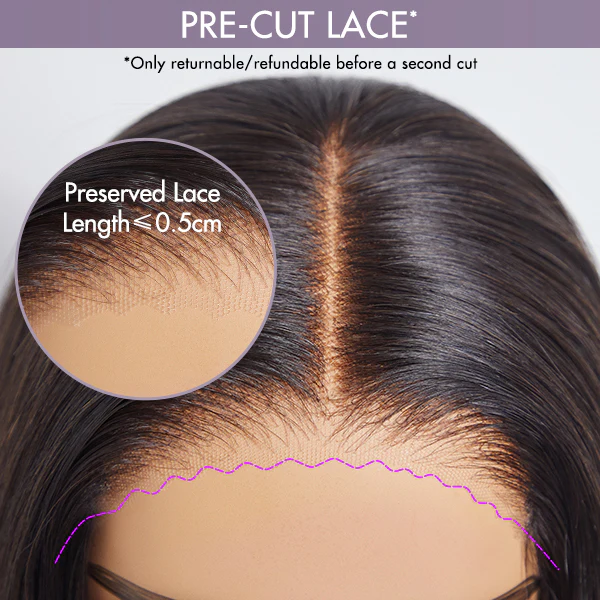 PRE-CUT LACE*
*Only returnable/refundable before a second cut
Preserved Lace
Length≤0.5cm